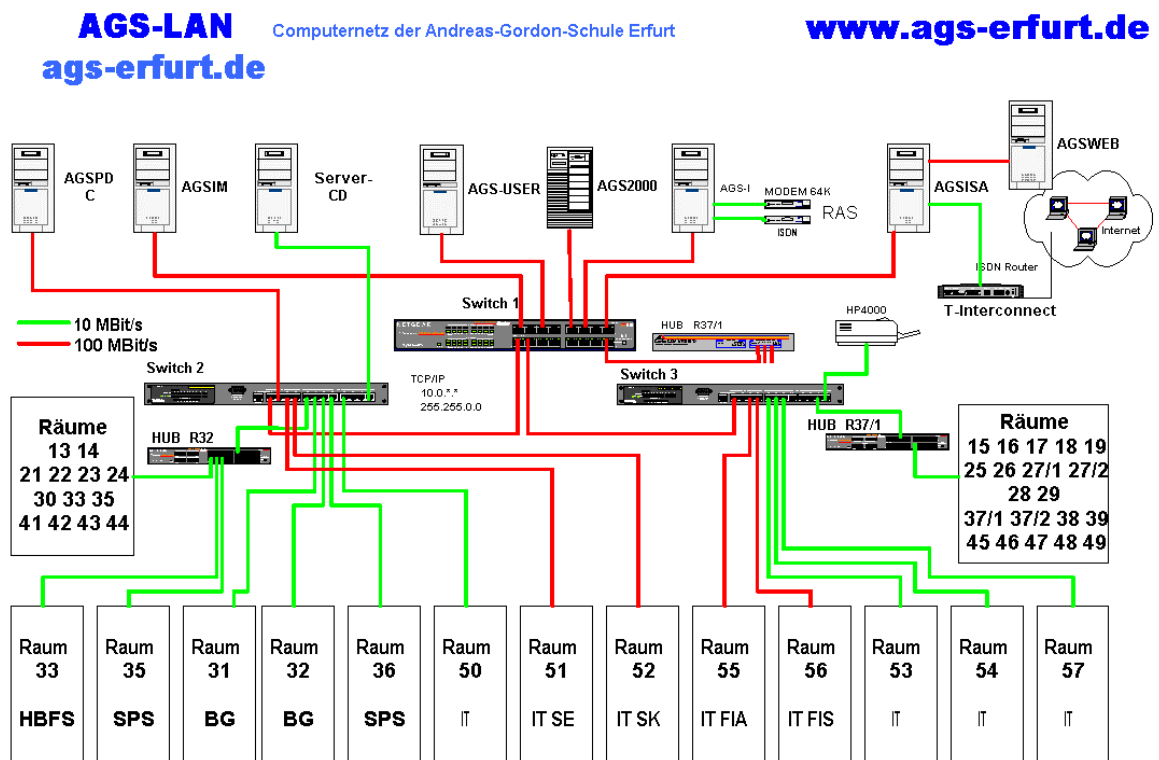 AGS-LAN
Computernetz der Andreas-Gordon-Schule Erfurt
www.ags-erfurt.de
ags-erfurt.de
AGSPD
C
AGSIM
Server-
CD
AGS-USER
AGS2000
AGS-I
MODEM 64K
RAS
ISDN
AGSISA
AGSWEB
Internet
ISDN Router
T-Interconnect
10 MBit/s
100 MBit/s
Switch 1
NETGEAR
HUB R37/1
HP4000
Switch 2
TCP/IP
10.0.*.*
255.255.0.0
Switch 3
HUB R32
HUB R37/1
Räume
13 14
21 22 23 24
30 33 35
41 42 43 44
Räume
15 16 17 18 19
25 26 27/1 27/2
28 29
37/1 37/2 38 39
45 46 47 48 49
Raum
33
HBFS
Raum
35
SPS
Raum
31
BG
Raum
32
BG
Raum
36
SPS
Raum
50
IT
Raum
51
IT SE
Raum
52
IT SK
Raum
55
IT FIA
Raum
56
IT FIS
Raum
53
IT
Raum
54
IT
Raum
57
IT